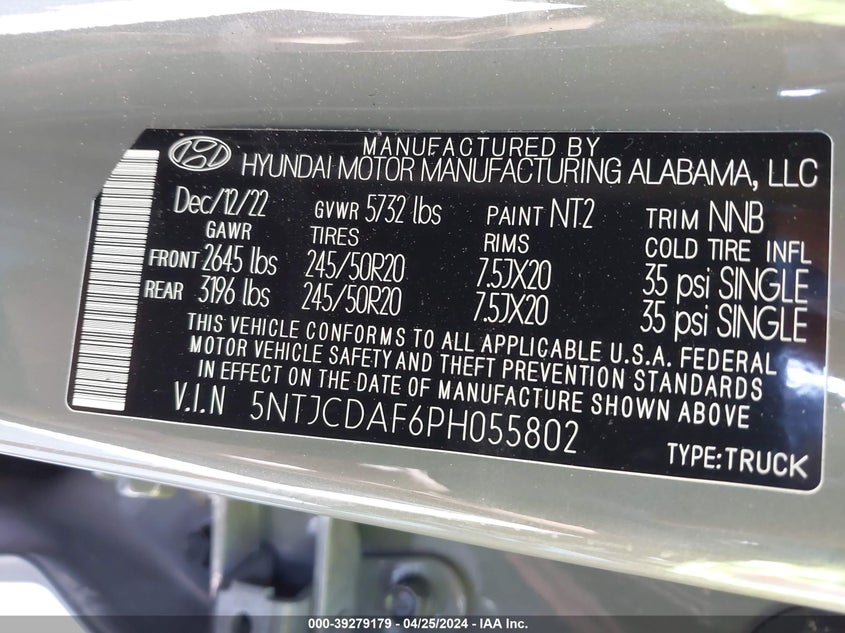 MANUFACTURED BY
HYUNDAI MOTOR MANUFACTURING ALABAMA, LLC
Dec/12/22 GVWR 5732 lbs PAINT NT2 TRIM NNB
GAWR TIRES RIMS COLD TIRE INFL
FRONT 2645 lbs 245/50R20 7.5JX20 35 psi SINGLE
REAR 3196 lbs 245/50R20 7.5JX20 35 psi SINGLE
THIS VEHICLE CONFORMS TO ALL APPLICABLE U.S.A. FEDERAL
MOTOR VEHICLE SAFETY AND THEFT PREVENTION STANDARDS
IN EFFECT ON THE DATE OF MANUFACTURE SHOWN ABOVE
V.I.N 5NTJCDAF6PH055802
TYPE:TRUCK
000-39279179 - 04/25/2024 - IAA Inc.